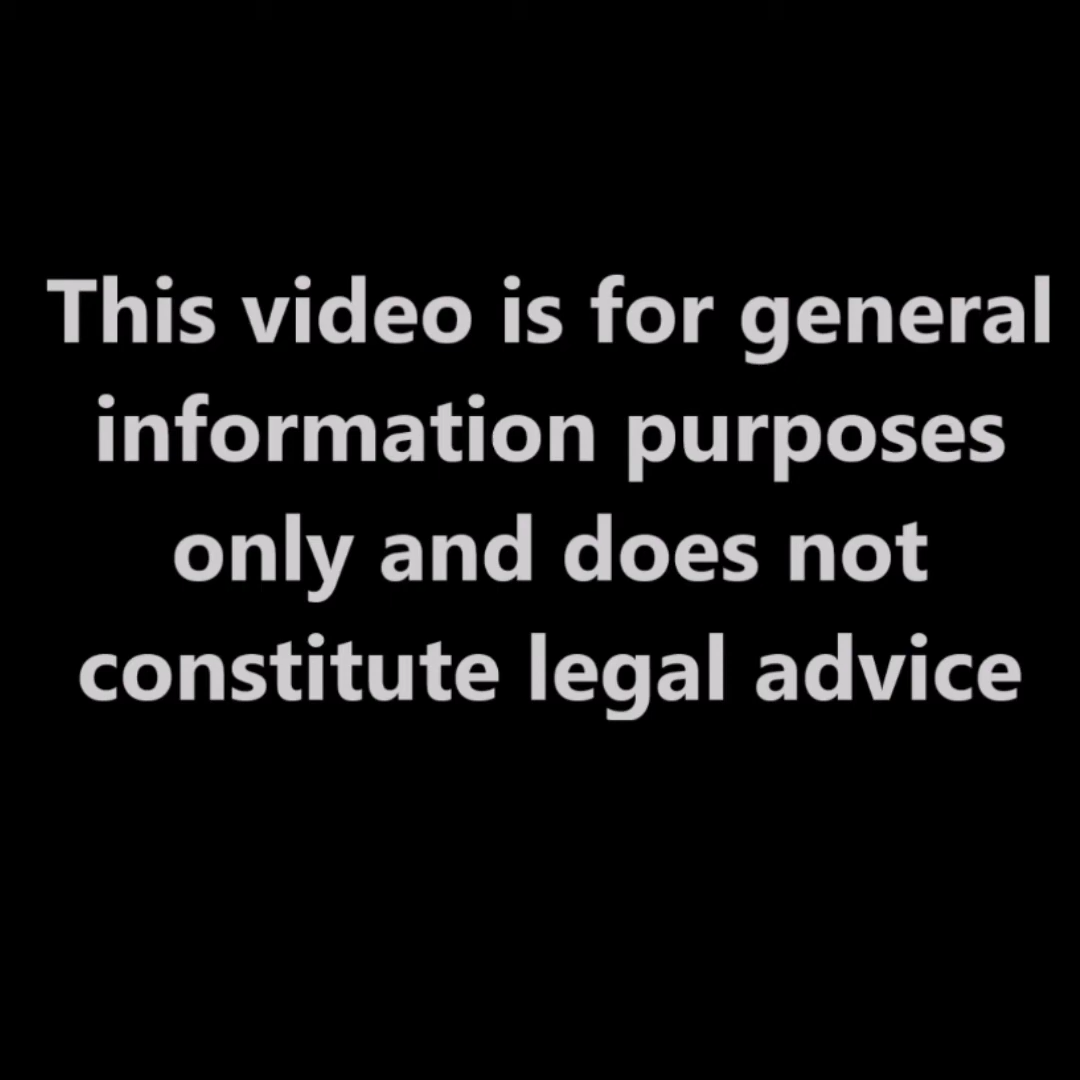 This video is for general
information purposes
only and does not
constitute legal advice